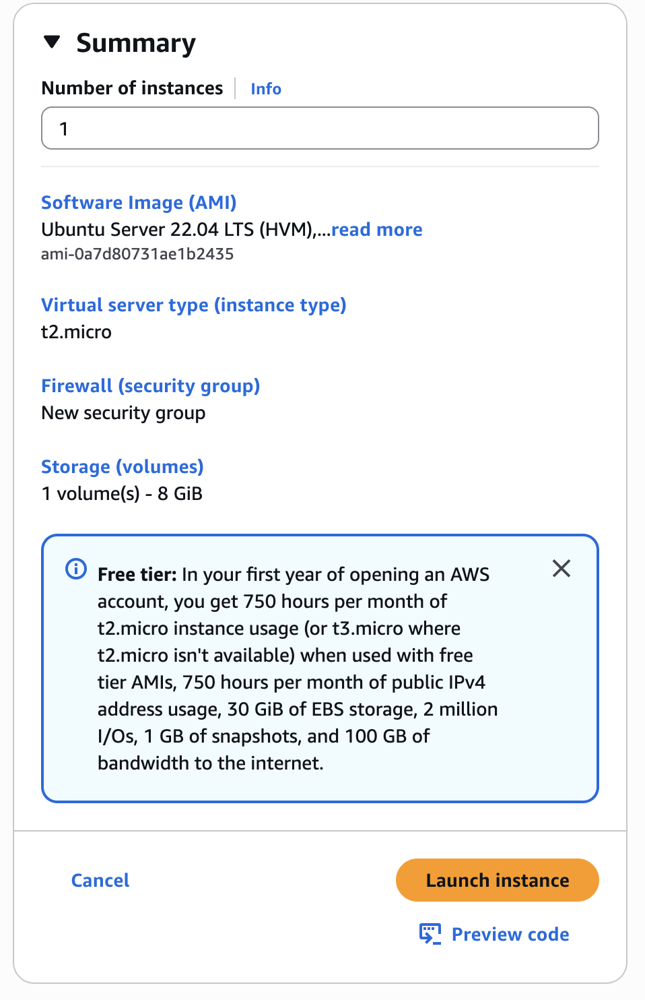 Summary
Number of instances
Info
1
Software Image (AMI)
Ubuntu Server 22.04 LTS (HVM),...read more
ami-0a7d80731ae1b2435
Virtual server type (instance type)
t2.micro
Firewall (security group)
New security group
Storage (volumes)
1 volume(s) - 8 GiB
Free tier: In your first year of opening an AWS
account, you get 750 hours per month of
t2.micro instance usage (or t3.micro where
t2.micro isn't available) when used with free
tier AMIs, 750 hours per month of public IPv4
address usage, 30 GiB of EBS storage, 2 million
I/Os, 1 GB of snapshots, and 100 GB of
bandwidth to the internet.
Cancel
Launch instance
Preview code